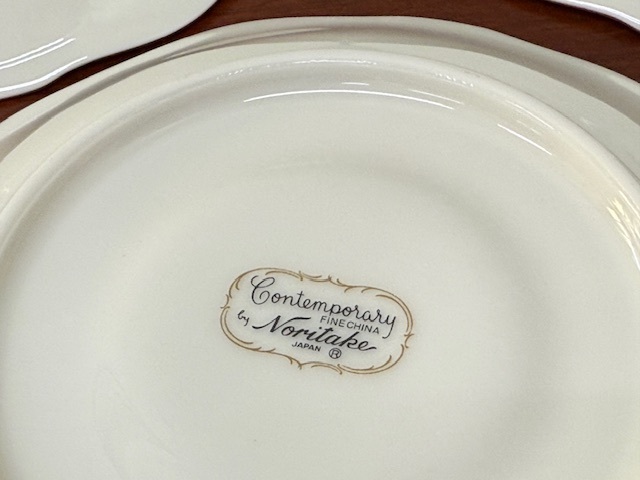 Contemporary
FINE CHINA
by Noritake
JAPAN ®